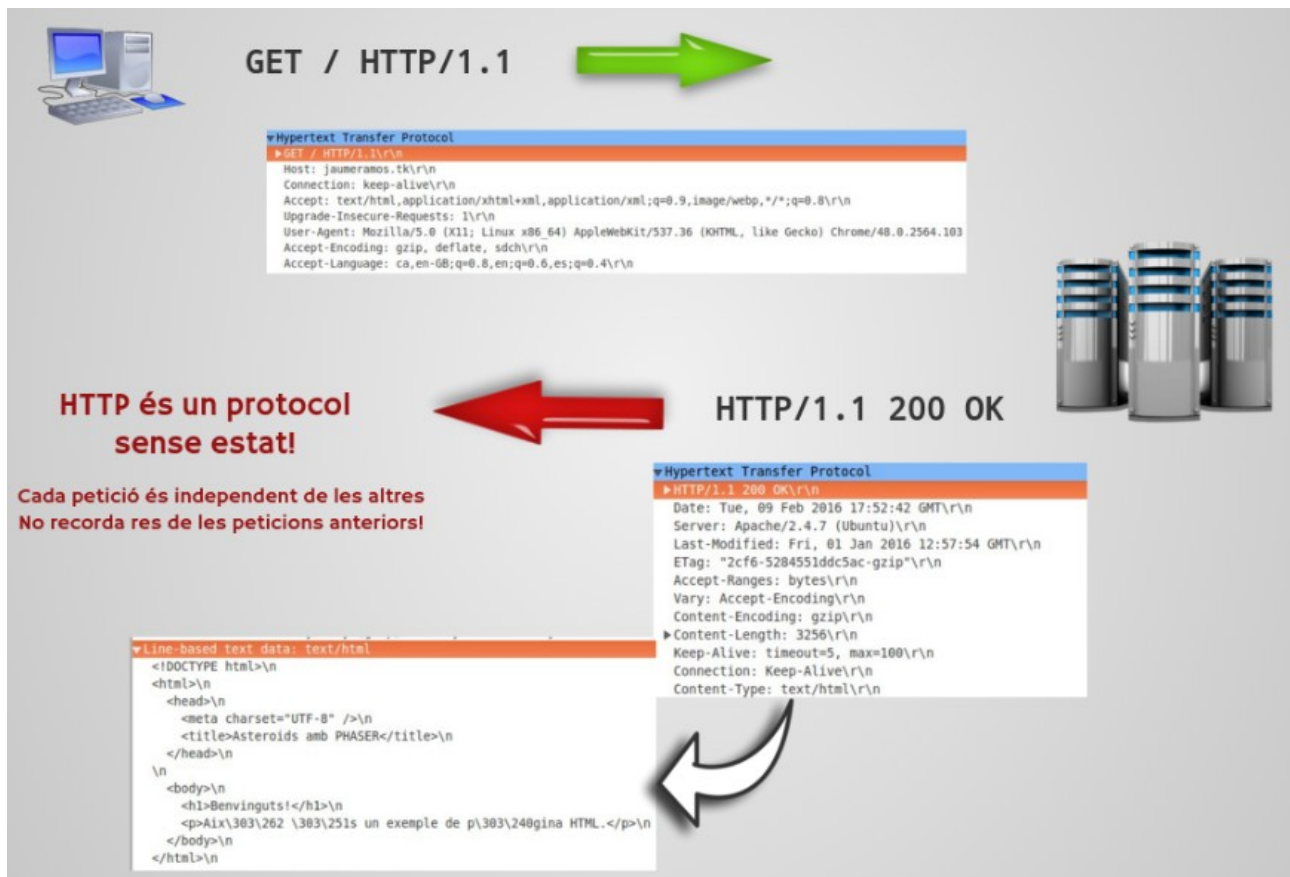 GET / HTTP/1.1
▼Hypertext Transfer Protocol
▶GET / HTTP/1.1\r\n
Host: jaumeramos.tk\r\n
Connection: keep-alive\r\n
Accept: text/html,application/xhtml+xml,application/xml;q=0.9,image/webp,*/*;q=0.8\r\n
Upgrade-Insecure-Requests: 1\r\n
User-Agent: Mozilla/5.0 (X11; Linux x86_64) AppleWebKit/537.36 (KHTML, like Gecko) Chrome/48.0.2564.103
Accept-Encoding: gzip, deflate, sdch\r\n
Accept-Language: ca,en-GB;q=0.8,en;q=0.6,es;q=0.4\r\n
HTTP és un protocol
sense estat!
Cada petició és independent de les altres
No recorda res de les peticions anteriors!
HTTP/1.1 200 OK
▼Hypertext Transfer Protocol
▶HTTP/1.1 200 OK\r\n
Date: Tue, 09 Feb 2016 17:52:42 GMT\r\n
Server: Apache/2.4.7 (Ubuntu)\r\n
Last-Modified: Fri, 01 Jan 2016 12:57:54 GMT\r\n
ETag: "2cf6-5284551ddc5ac-gzip"\r\n
Accept-Ranges: bytes\r\n
Vary: Accept-Encoding\r\n
Content-Encoding: gzip\r\n
▶Content-Length: 3256\r\n
Keep-Alive: timeout=5, max=100\r\n
Connection: Keep-Alive\r\n
Content-Type: text/html\r\n
▼Line-based text data: text/html
<!DOCTYPE html>\n
<html>\n
<head>\n
<meta charset="UTF-8" />\n
<title>Asteroids amb PHASER</title>\n
</head>\n
\n
<body>\n
<h1>Benvinguts!</h1>\n
<p>Aix\303\262 \303\251s un exemple de p\303\240gina HTML.</p>\n
</body>\n
</html>\n